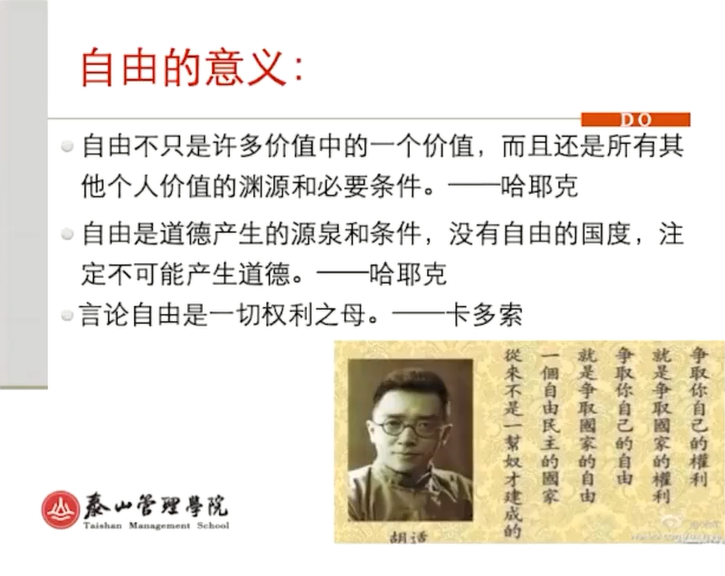 自由的意义：
DO
自由不只是许多价值中的一个价值，而且还是所有其
他个人价值的渊源和必要条件。——哈耶克
自由是道德产生的源泉和条件，没有自由的国度，注
定不可能产生道德。——哈耶克
言论自由是一切权利之母。——卡多索
爭取你自己的權利
就是爭取國家的權利
爭取你自己的自由
就是爭取國家的自由
一個自由民主的國家
從來不是一幫奴才建成的
胡适
泰山管理學院
Taishan Management School